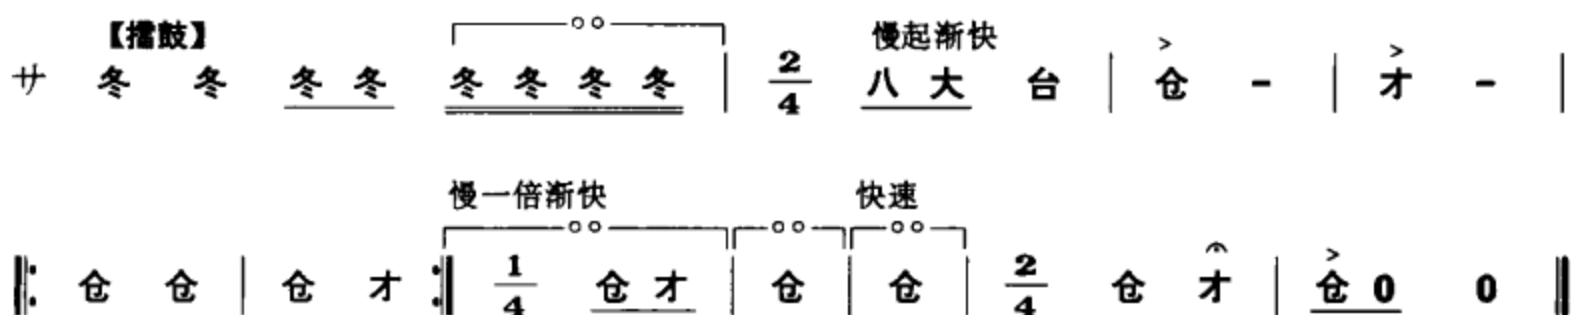 【擂鼓】 慢起渐快
サ 冬 冬 冬 冬 冬 冬 冬 冬 | 2/4 八 大 台 | 仓 - | 才 - |
慢一倍渐快 快速
‖: 仓 仓 | 仓 才 :‖ 1/4 仓 才 | 仓 | 仓 | 2/4 仓 才 | 仓 0 0 ‖